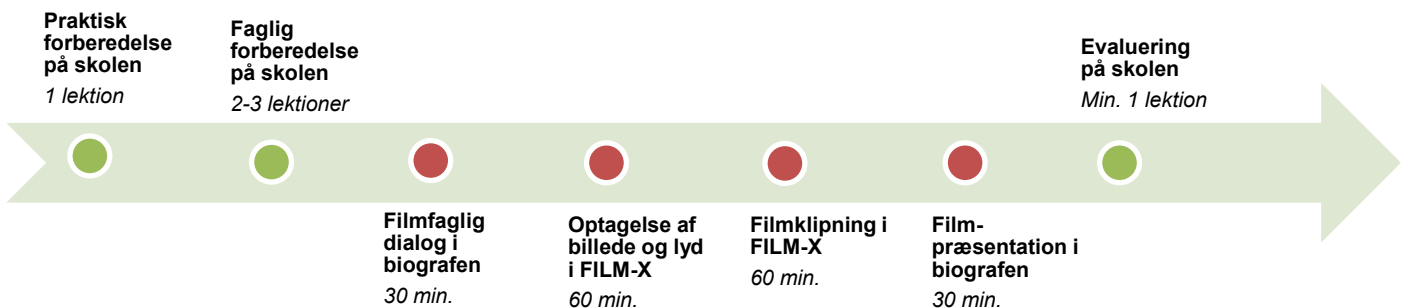 Praktisk
forberedelse
på skolen
1 lektion
Faglig
forberedelse
på skolen
2-3 lektioner
Filmfaglig
dialog i
biografen
30 min.
Optagelse af
billede og lyd
i FILM-X
60 min.
Filmklipning i
FILM-X
60 min.
Film-
præsentation i
biografen
30 min.
Evaluering
på skolen
Min. 1 lektion